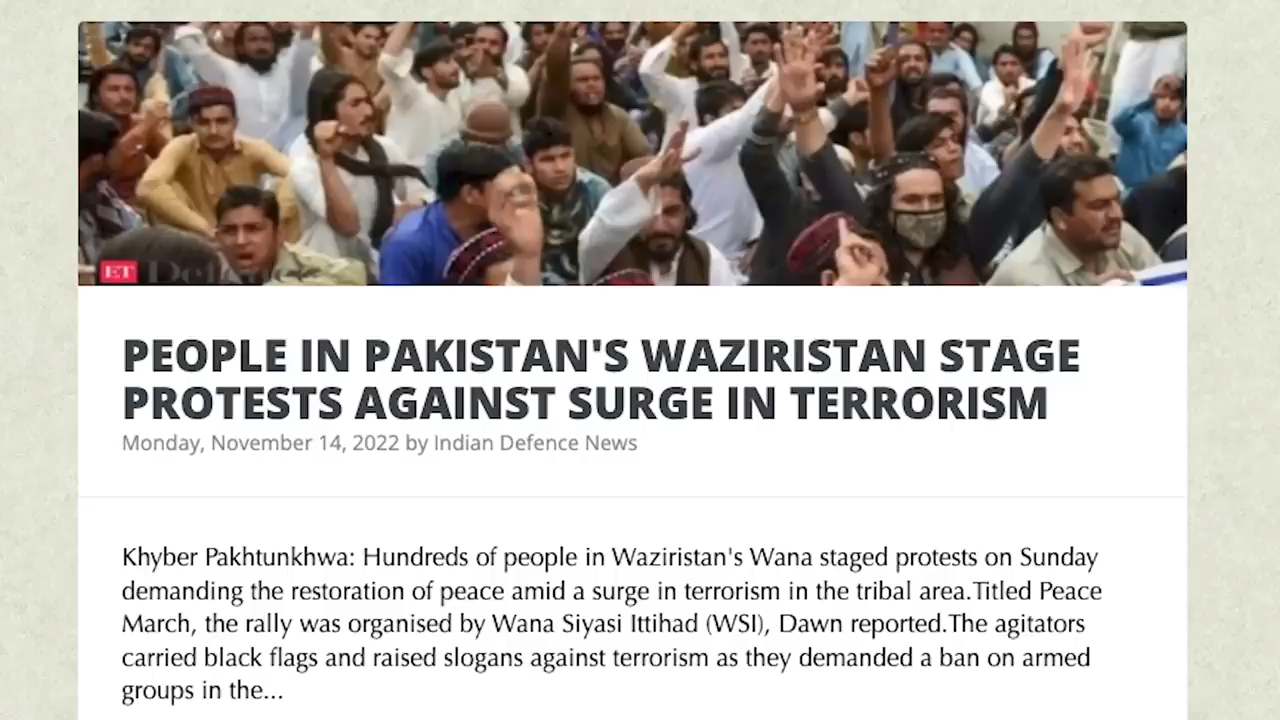 ET Defence
PEOPLE IN PAKISTAN'S WAZIRISTAN STAGE
PROTESTS AGAINST SURGE IN TERRORISM
Monday, November 14, 2022 by Indian Defence News
Khyber Pakhtunkhwa: Hundreds of people in Waziristan's Wana staged protests on Sunday
demanding the restoration of peace amid a surge in terrorism in the tribal area.Titled Peace
March, the rally was organised by Wana Siyasi Ittihad (WSI), Dawn reported.The agitators
carried black flags and raised slogans against terrorism as they demanded a ban on armed
groups in the...